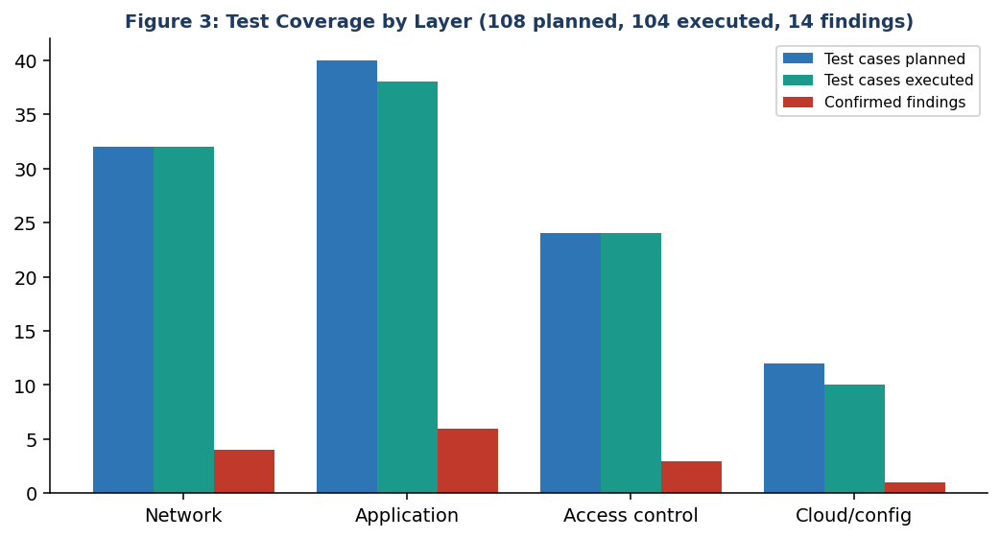 Figure 3: Test Coverage by Layer (108 planned, 104 executed, 14 findings)
Test cases planned
Test cases executed
Confirmed findings
40
35
30
25
20
15
10
5
0
Network
Application
Access control
Cloud/config